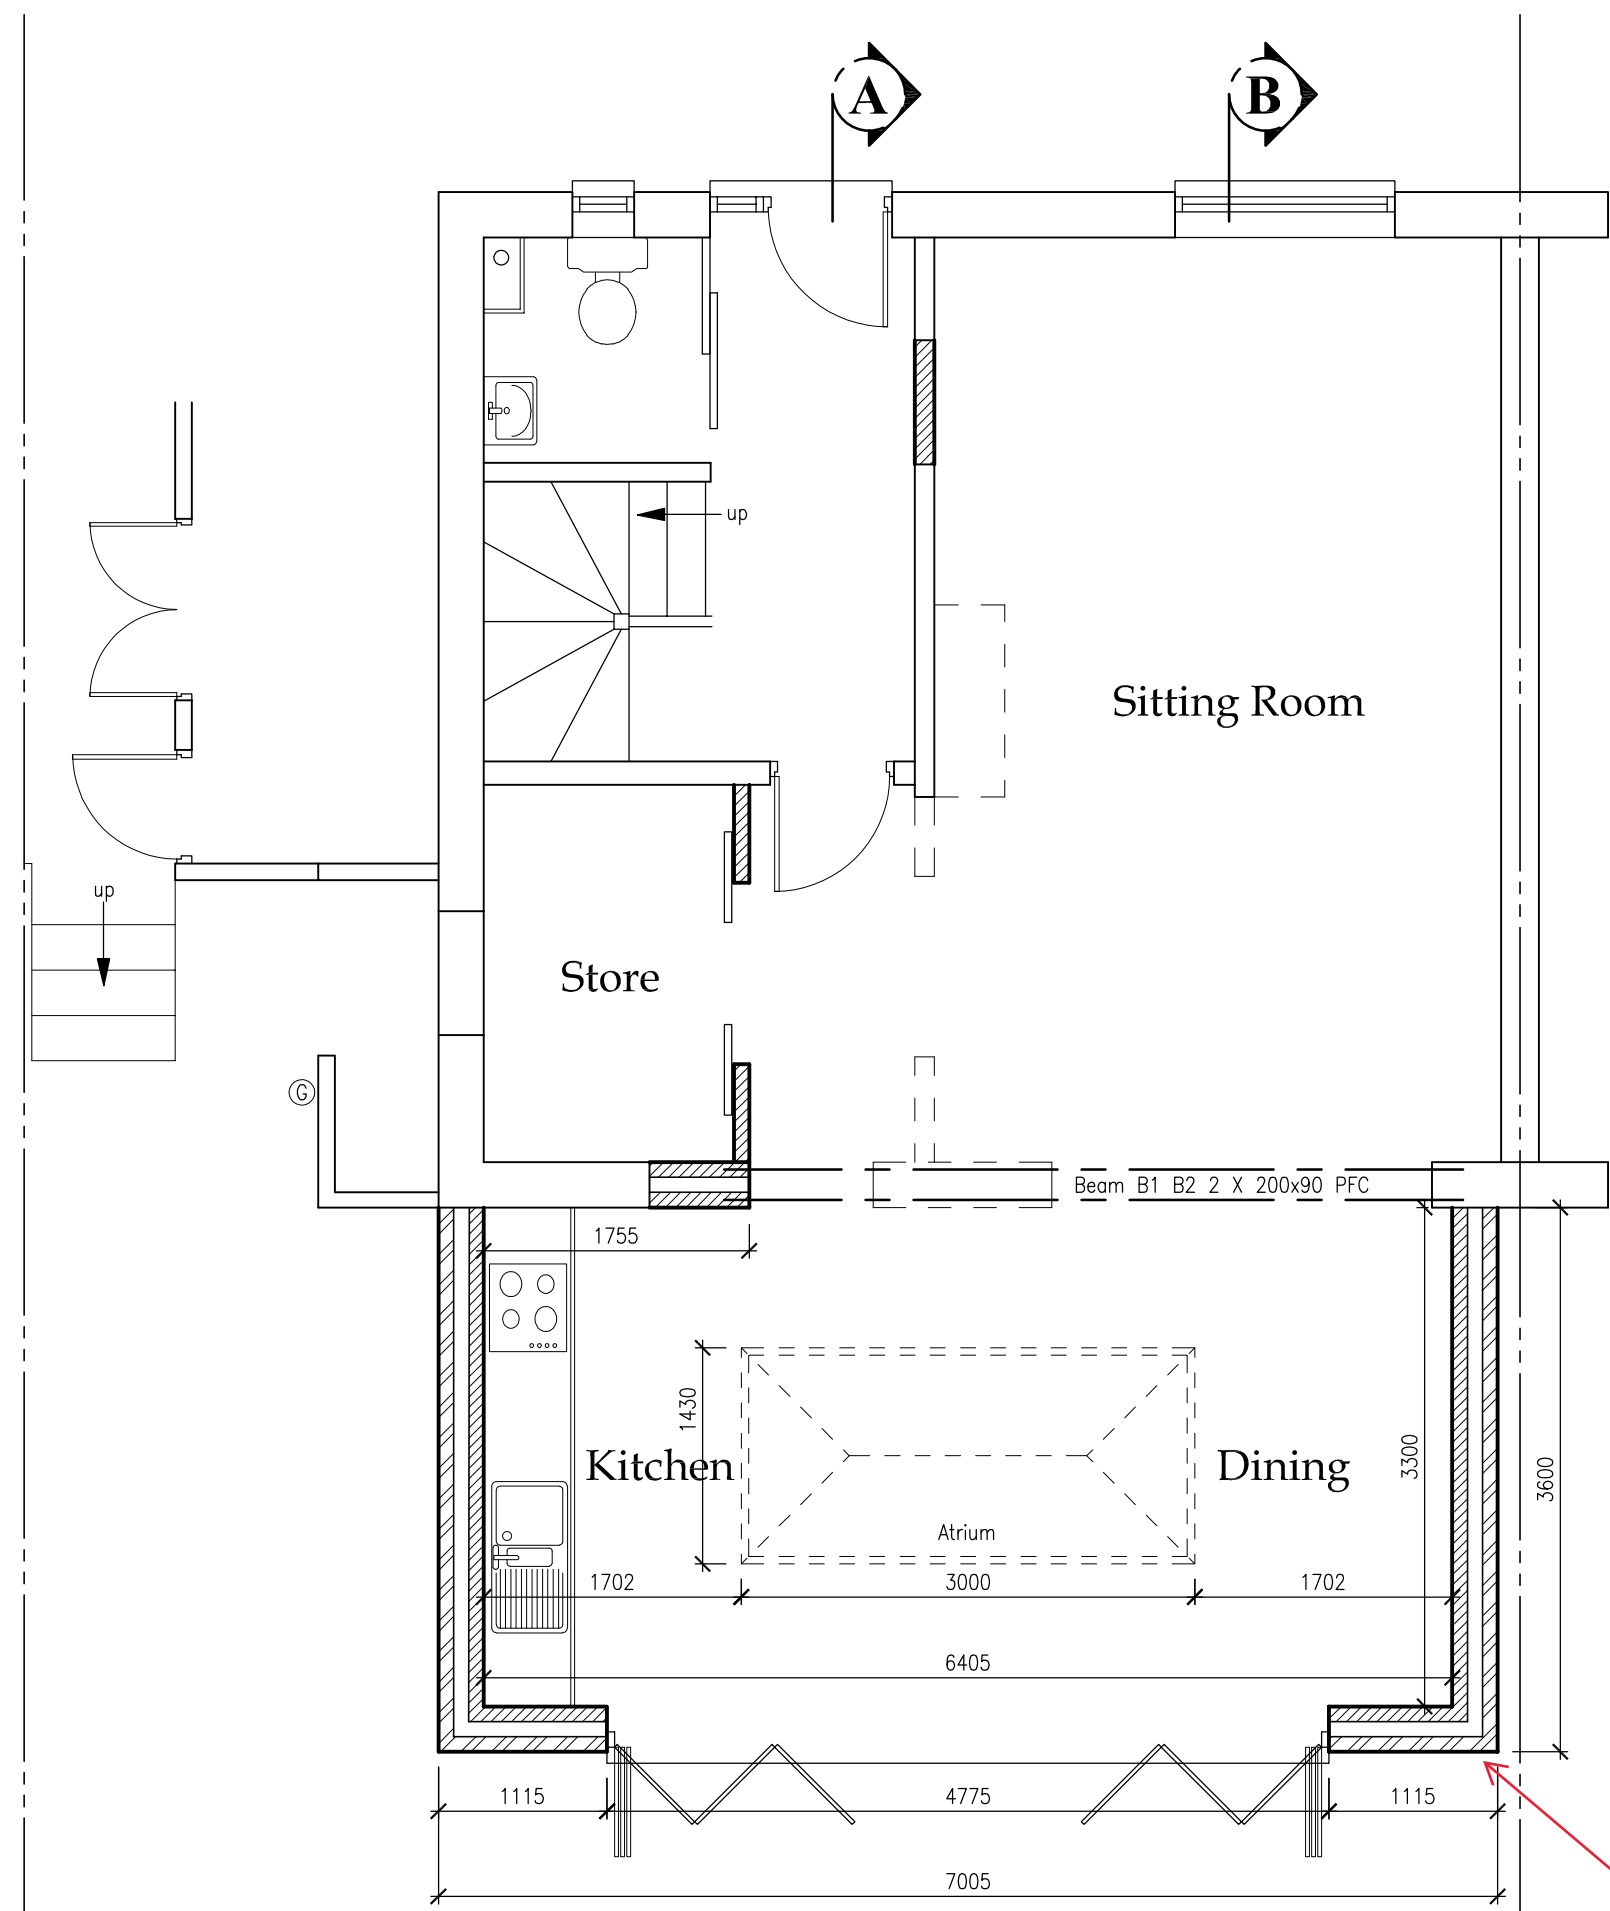 A
B
up
Sitting Room
up
Store
G
Beam B1 B2 2 X 200x90 PFC
1755
1430
Kitchen
Dining
3300
3600
Atrium
1702
3000
1702
6405
1115
4775
1115
7005